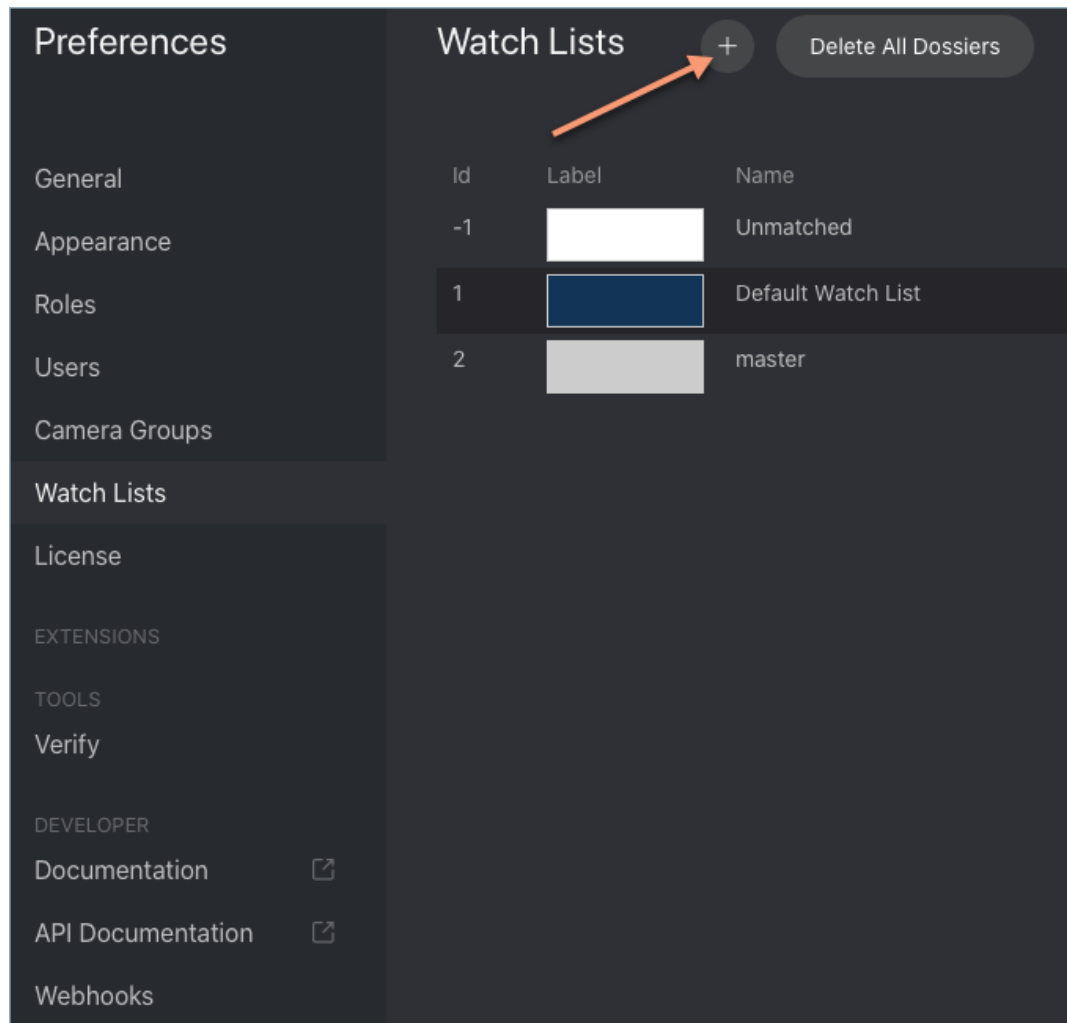 Preferences
General
Appearance
Roles
Users
Camera Groups
Watch Lists
License
EXTENSIONS
TOOLS
Verify
DEVELOPER
Documentation
API Documentation
Webhooks
Watch Lists + Delete All Dossiers
Id Label Name
-1 Unmatched
1 Default Watch List
2 master